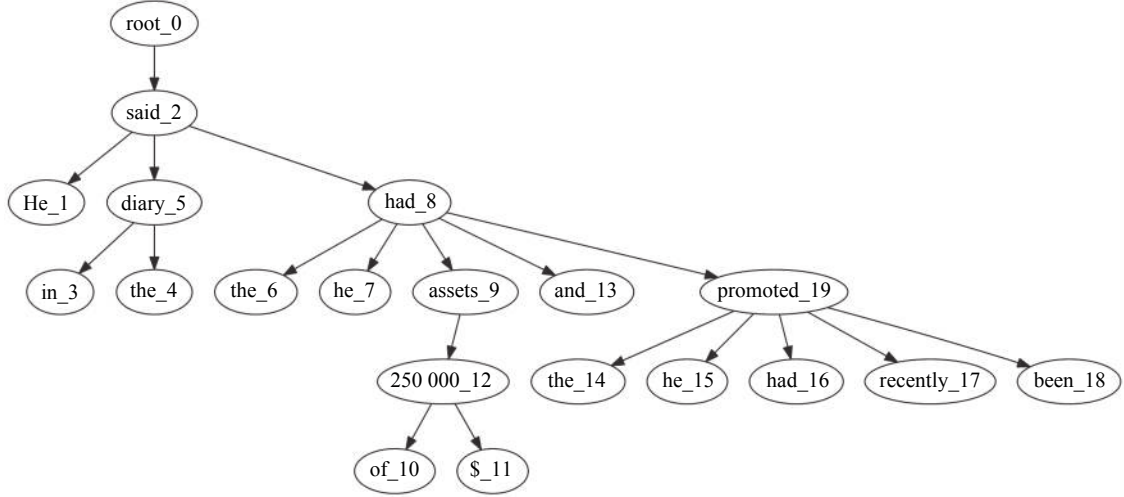 root_0
said_2
He_1 diary_5 had_8
in_3 the_4 the_6 he_7 assets_9 and_13 promoted_19
250 000_12 the_14 he_15 had_16 recently_17 been_18
of_10 $_11